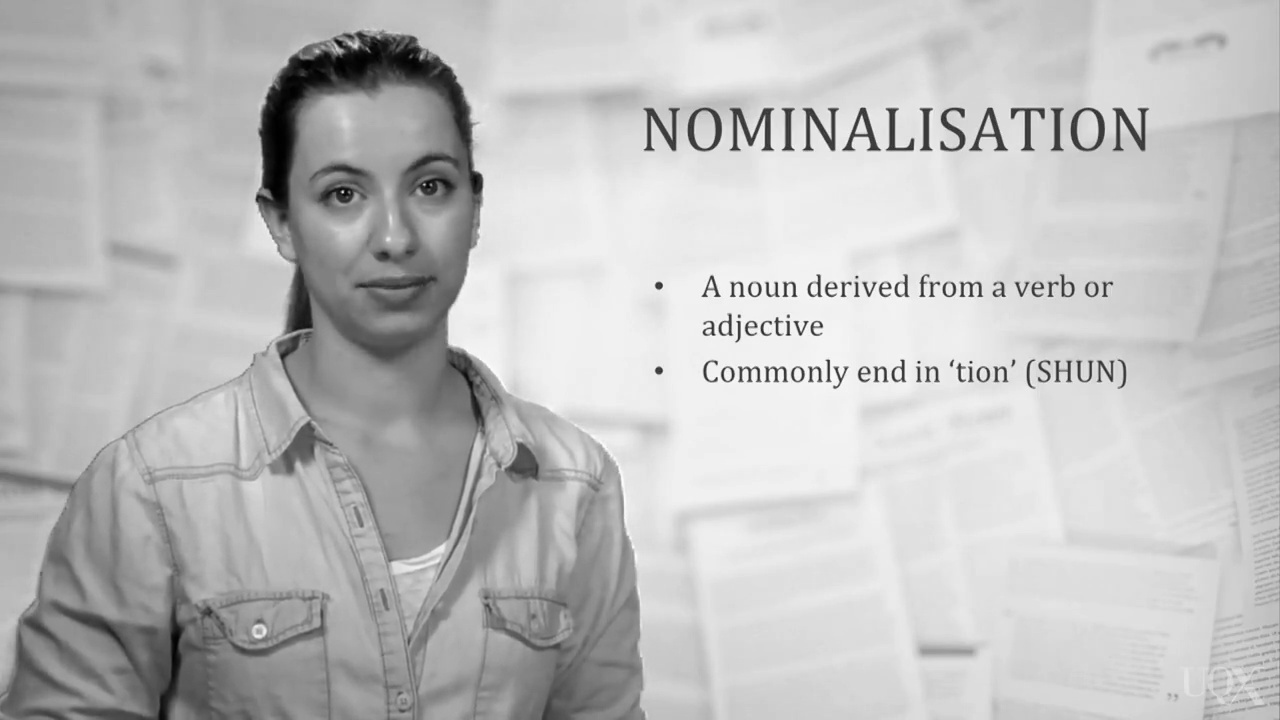 NOMINALISATION
• A noun derived from a verb or
adjective
• Commonly end in ‘tion’ (SHUN)
UQX